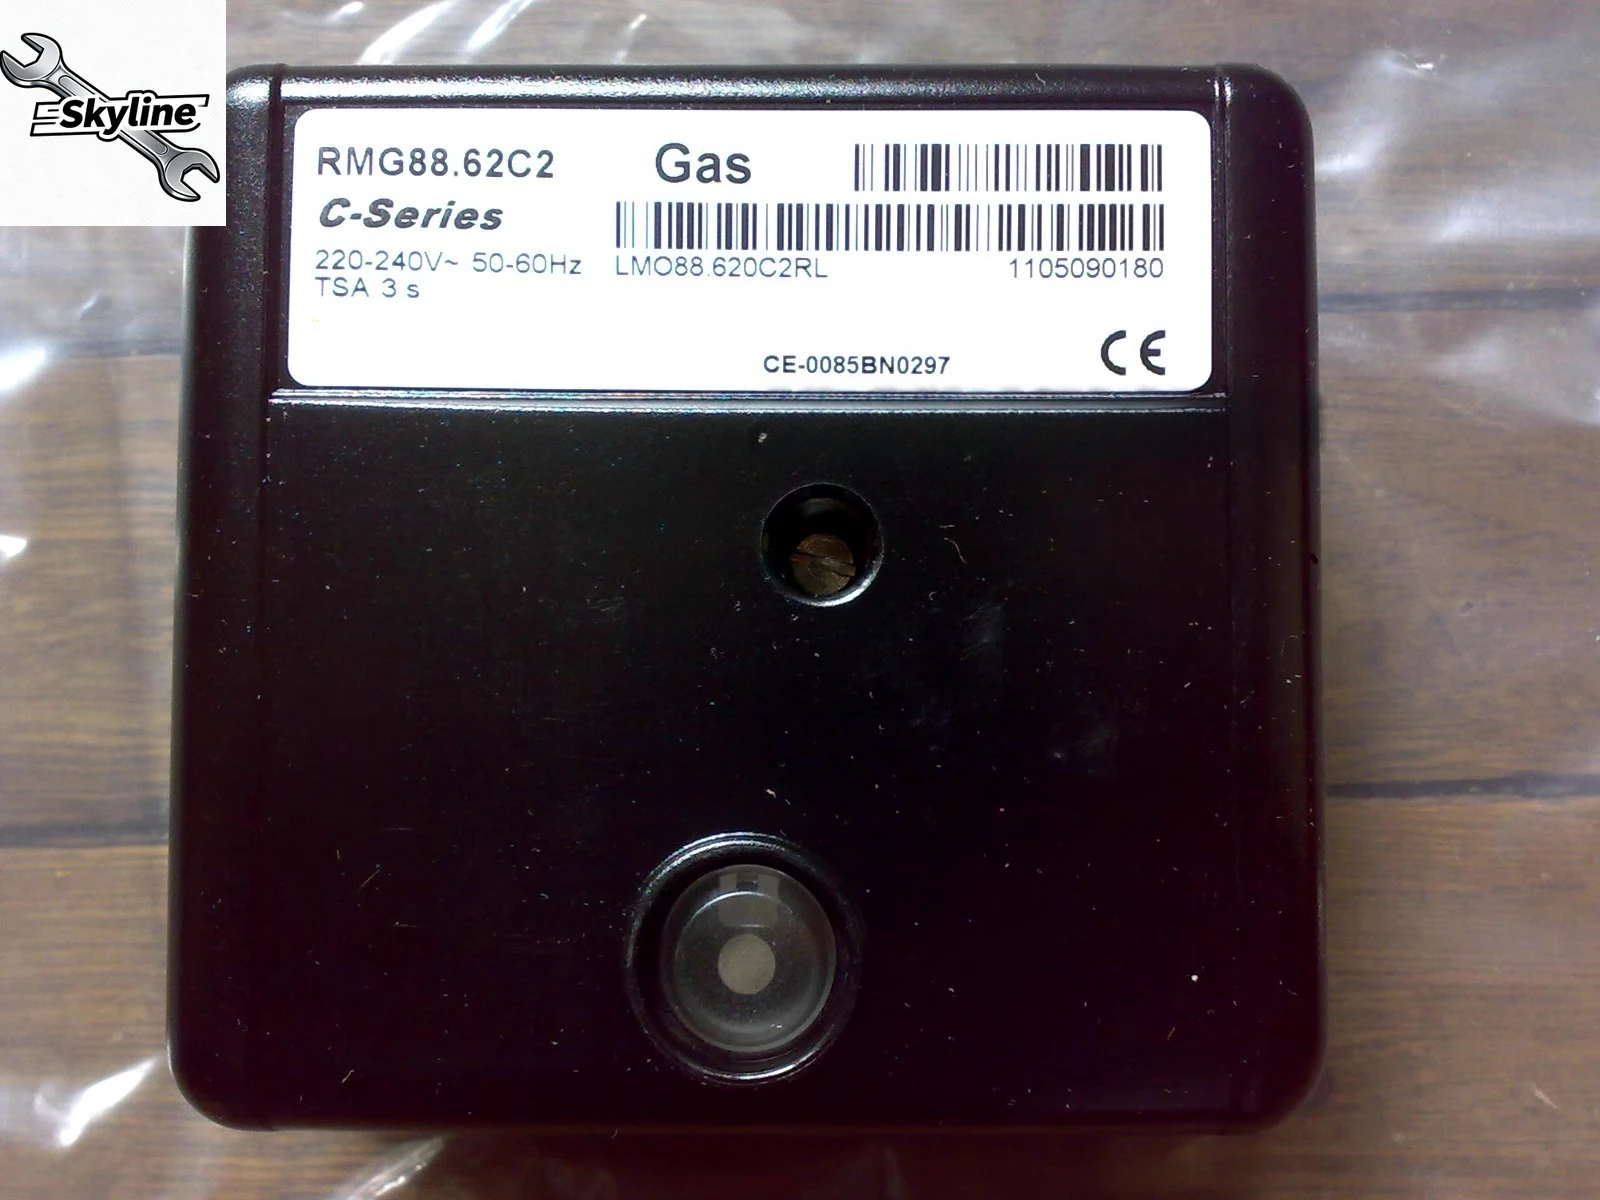 Skyline
RMG88.62C2 Gas
C-Series
220-240V~ 50-60Hz LMO88.620C2RL 1105090180
TSA 3 s
CE-0085BN0297 CE